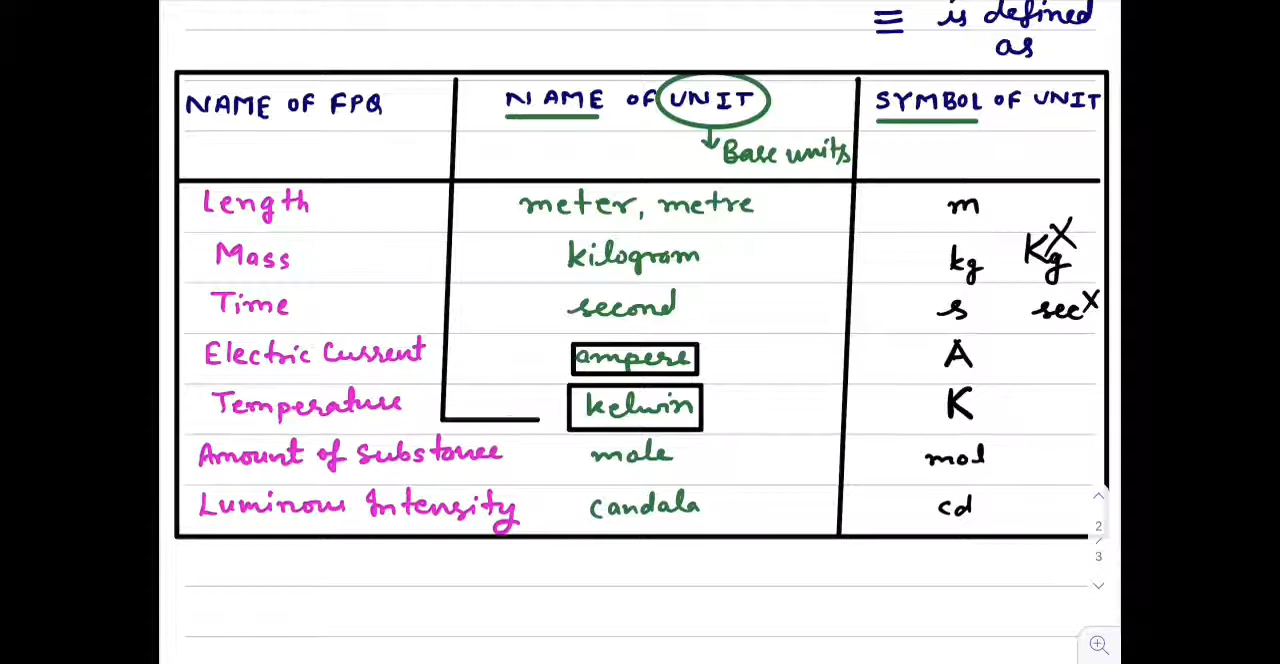 ≡ is defined
as
NAME OF FPQ NAME OF UNIT SYMBOL OF UNIT
↓ Base units
Length meter, metre m
Mass kilogram kg Kg X
Time second s sec X
Electric Current ampere A
Temperature kelwin K
Amount of Substance mole mol
Luminous Intensity candala cd
2
3